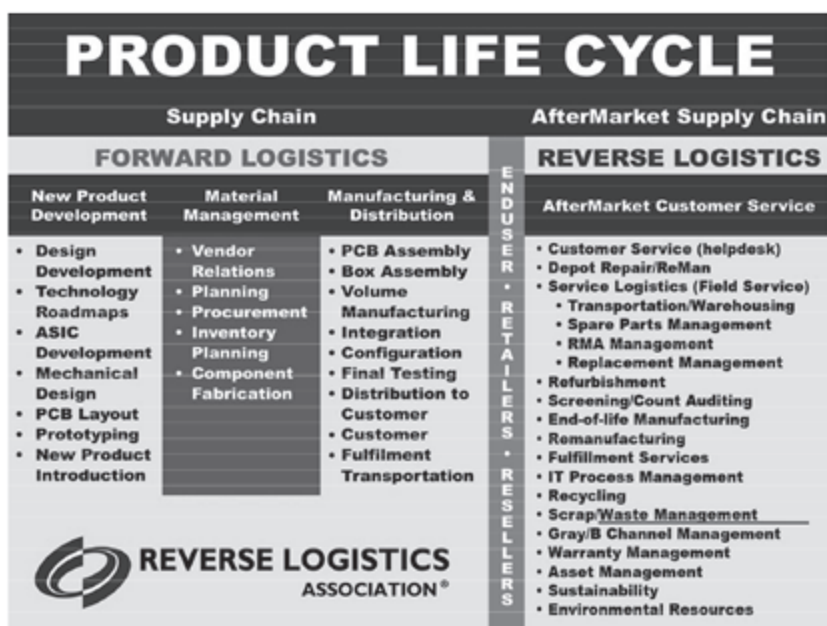 PRODUCT LIFE CYCLE
Supply Chain
AfterMarket Supply Chain
FORWARD LOGISTICS
REVERSE LOGISTICS
New Product
Development
• Design
Development
• Technology
Roadmaps
• ASIC
Development
• Mechanical
Design
• PCB Layout
• Prototyping
• New Product
Introduction
Material
Management
• Vendor
Relations
• Planning
• Procurement
• Inventory
Planning
• Component
Fabrication
Manufacturing &
Distribution
• PCB Assembly
• Box Assembly
• Volume
Manufacturing
• Integration
• Configuration
• Final Testing
• Distribution to
Customer
• Customer
• Fulfilment
Transportation
ENDUSER • RETAILERS • RESELLERS
AfterMarket Customer Service
• Customer Service (helpdesk)
• Depot Repair/ReMan
• Service Logistics (Field Service)
• Transportation/Warehousing
• Spare Parts Management
• RMA Management
• Replacement Management
• Refurbishment
• Screening/Count Auditing
• End-of-life Manufacturing
• Remanufacturing
• Fulfillment Services
• IT Process Management
• Recycling
• Scrap/Waste Management
• Gray/B Channel Management
• Warranty Management
• Asset Management
• Sustainability
• Environmental Resources
REVERSE LOGISTICS
ASSOCIATION®